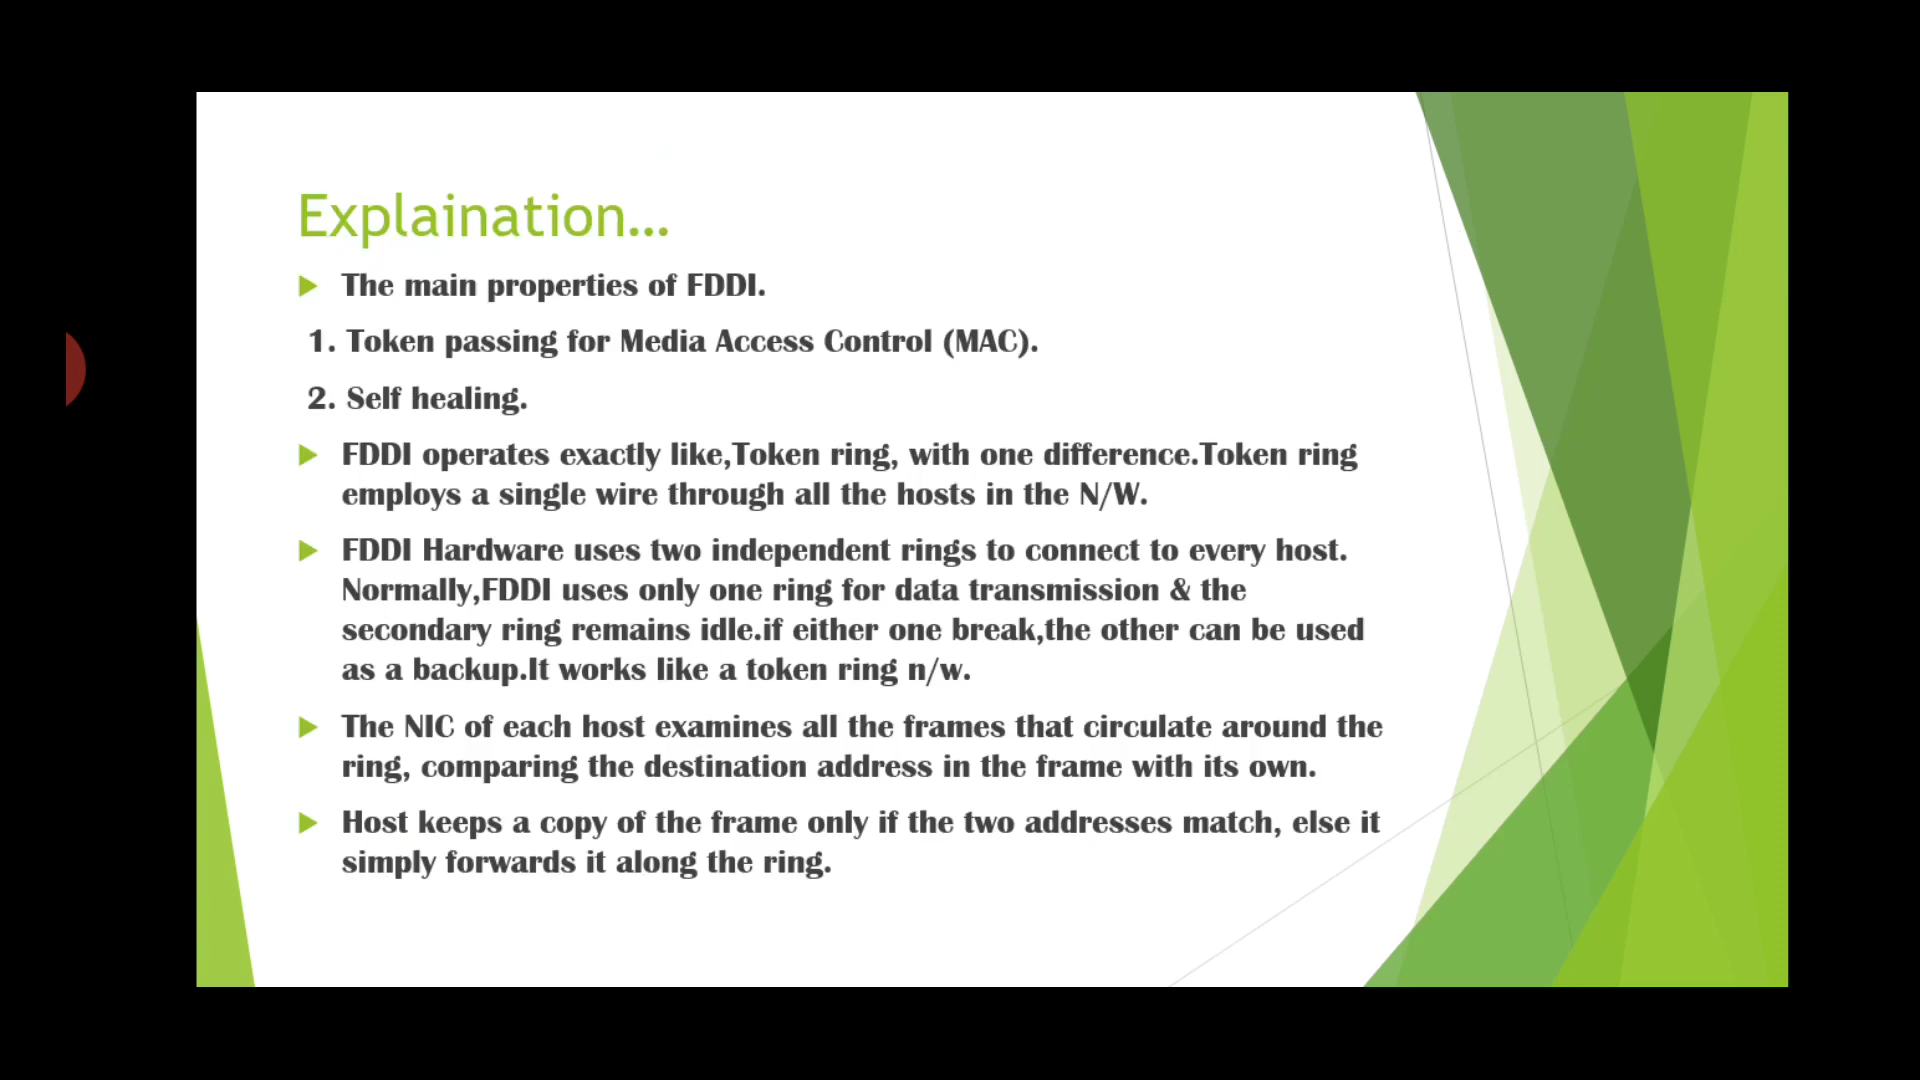 Explaination...
The main properties of FDDI.
1. Token passing for Media Access Control (MAC).
2. Self healing.
FDDI operates exactly like,Token ring, with one difference.Token ring
employs a single wire through all the hosts in the N/W.
FDDI Hardware uses two independent rings to connect to every host.
Normally,FDDI uses only one ring for data transmission & the
secondary ring remains idle.if either one break,the other can be used
as a backup.It works like a token ring n/w.
The NIC of each host examines all the frames that circulate around the
ring, comparing the destination address in the frame with its own.
Host keeps a copy of the frame only if the two addresses match, else it
simply forwards it along the ring.